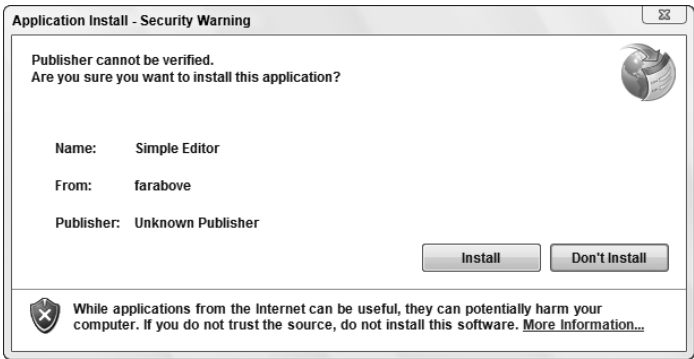 Application Install - Security Warning
Publisher cannot be verified.
Are you sure you want to install this application?
Name: Simple Editor
From: farabove
Publisher: Unknown Publisher
Install Don't Install
While applications from the Internet can be useful, they can potentially harm your
computer. If you do not trust the source, do not install this software. More Information...